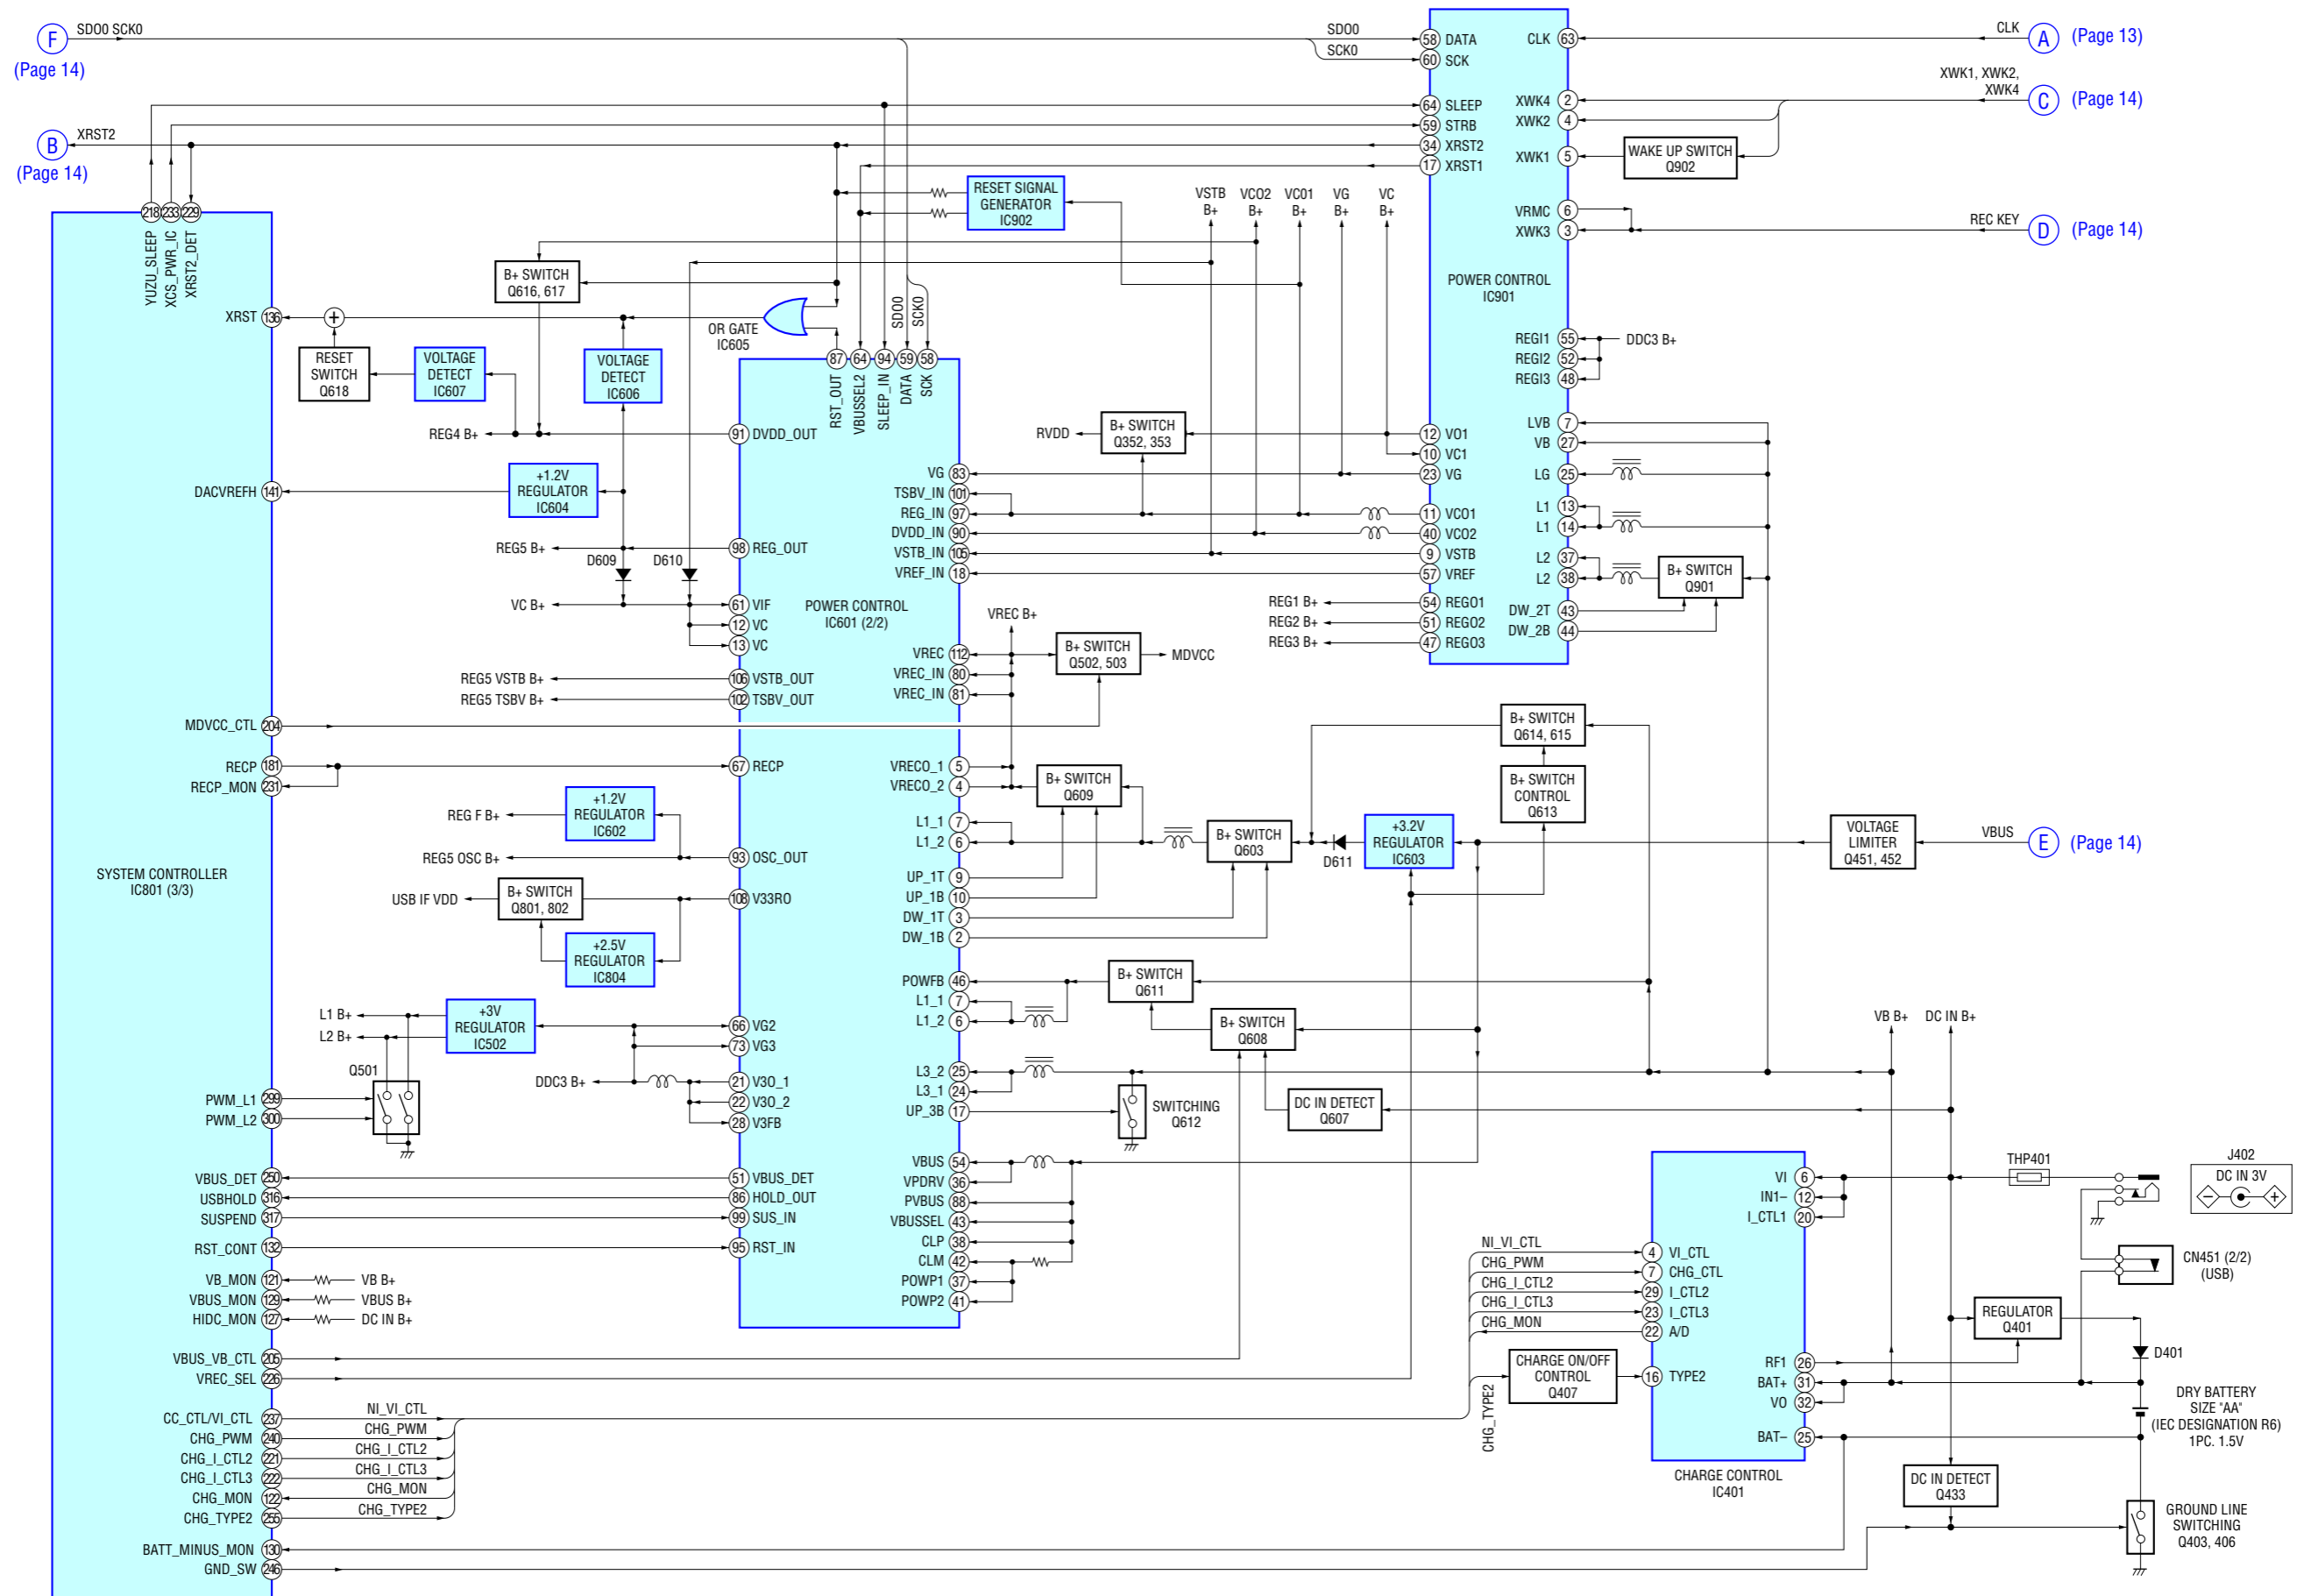 F
SDO0 SCK0
(Page 14)
B
XRST2
(Page 14)
SDO0
SCK0
CLK
A
(Page 13)
XWK1, XWK2,
XWK4
C
(Page 14)
REC KEY
D
(Page 14)
WAKE UP SWITCH
Q902
58 DATA
60 SCK
64 SLEEP
59 STRB
34 XRST2
17 XRST1
CLK 63
XWK4 2
XWK2 4
XWK1 5
VRMC 6
XWK3 3
POWER CONTROL
IC901
REGI1 55
REGI2 52
REGI3 48
DDC3 B+
LVB 7
VB 27
LG 25
L1 13
L1 14
L2 37
L2 38
DW_2T 43
DW_2B 44
B+ SWITCH
Q901
12 VO1
10 VC1
23 VG
11 VCO1
40 VCO2
9 VSTB
57 VREF
54 REGO1
51 REGO2
47 REGO3
REG1 B+
REG2 B+
REG3 B+
RESET SIGNAL
GENERATOR
IC902
VSTB
B+
VCO2
B+
VC01
B+
VG
B+
VC
B+
218
233
229
YUZU_SLEEP
XCS_PWR_IC
XRST2_DET
B+ SWITCH
Q616, 617
XRST 136
+
OR GATE
IC605
SDO0
SCK0
RESET
SWITCH
Q618
VOLTAGE
DETECT
IC607
VOLTAGE
DETECT
IC606
87
64
94
59
58
RST_OUT
VBUSSEL2
SLEEP_IN
DATA
SCK
REG4 B+
91 DVDD_OUT
RVDD
B+ SWITCH
Q352, 353
DACVREFH 141
+1.2V
REGULATOR
IC604
VG 83
TSBV_IN 101
REG_IN 97
DVDD_IN 90
VSTB_IN 105
VREF_IN 18
REG5 B+
98 REG_OUT
D609
D610
VC B+
61 VIF
12 VC
13 VC
POWER CONTROL
IC601 (2/2)
VREC B+
VREC 112
VREC_IN 80
VREC_IN 81
B+ SWITCH
Q502, 503
MDVCC
REG5 VSTB B+
106 VSTB_OUT
REG5 TSBV B+
102 TSBV_OUT
MDVCC_CTL 204
RECP 181
RECP_MON 231
67 RECP
VRECO_1 5
VRECO_2 4
B+ SWITCH
Q609
B+ SWITCH
Q614, 615
B+ SWITCH
CONTROL
Q613
REG F B+
+1.2V
REGULATOR
IC602
L1_1 7
L1_2 6
B+ SWITCH
Q603
D611
+3.2V
REGULATOR
IC603
VOLTAGE
LIMITER
Q451, 452
VBUS
E
(Page 14)
REG5 OSC B+
93 OSC_OUT
SYSTEM CONTROLLER
IC801 (3/3)
UP_1T 9
UP_1B 10
DW_1T 3
DW_1B 2
USB IF VDD
B+ SWITCH
Q801, 802
108 V33RO
+2.5V
REGULATOR
IC804
POWFB 46
L1_1 7
L1_2 6
B+ SWITCH
Q611
B+ SWITCH
Q608
VB B+
DC IN B+
L1 B+
L2 B+
+3V
REGULATOR
IC502
66 VG2
73 VG3
Q501
DDC3 B+
21 V3O_1
22 V3O_2
28 V3FB
L3_2 25
L3_1 24
UP_3B 17
SWITCHING
Q612
DC IN DETECT
Q607
PWM_L1 299
PWM_L2 300
VBUS_DET 250
USBHOLD 316
SUSPEND 317
RST_CONT 132
51 VBUS_DET
86 HOLD_OUT
99 SUS_IN
95 RST_IN
VBUS 54
VPDRV 36
PVBUS 88
VBUSSEL 43
CLP 38
CLM 42
POWP1 37
POWP2 41
VB_MON 121
VB B+
VBUS_MON 129
VBUS B+
HIDC_MON 127
DC IN B+
VBUS_VB_CTL 205
VREC_SEL 226
CC_CTL/VI_CTL 237
NI_VI_CTL
CHG_PWM 240
CHG_PWM
CHG_I_CTL2 221
CHG_I_CTL2
CHG_I_CTL3 222
CHG_I_CTL3
CHG_MON 122
CHG_MON
CHG_TYPE2 255
CHG_TYPE2
BATT_MINUS_MON 130
GND_SW 246
NI_VI_CTL
CHG_PWM
CHG_I_CTL2
CHG_I_CTL3
CHG_MON
CHG_TYPE2
CHARGE ON/OFF
CONTROL
Q407
4 VI_CTL
7 CHG_CTL
29 I_CTL2
23 I_CTL3
22 A/D
16 TYPE2
VI 6
IN1– 12
I_CTL1 20
RF1 26
BAT+ 31
VO 32
BAT– 25
CHARGE CONTROL
IC401
THP401
J402
DC IN 3V
– +
CN451 (2/2)
(USB)
REGULATOR
Q401
D401
DRY BATTERY
SIZE "AA"
(IEC DESIGNATION R6)
1PC. 1.5V
DC IN DETECT
Q433
GROUND LINE
SWITCHING
Q403, 406